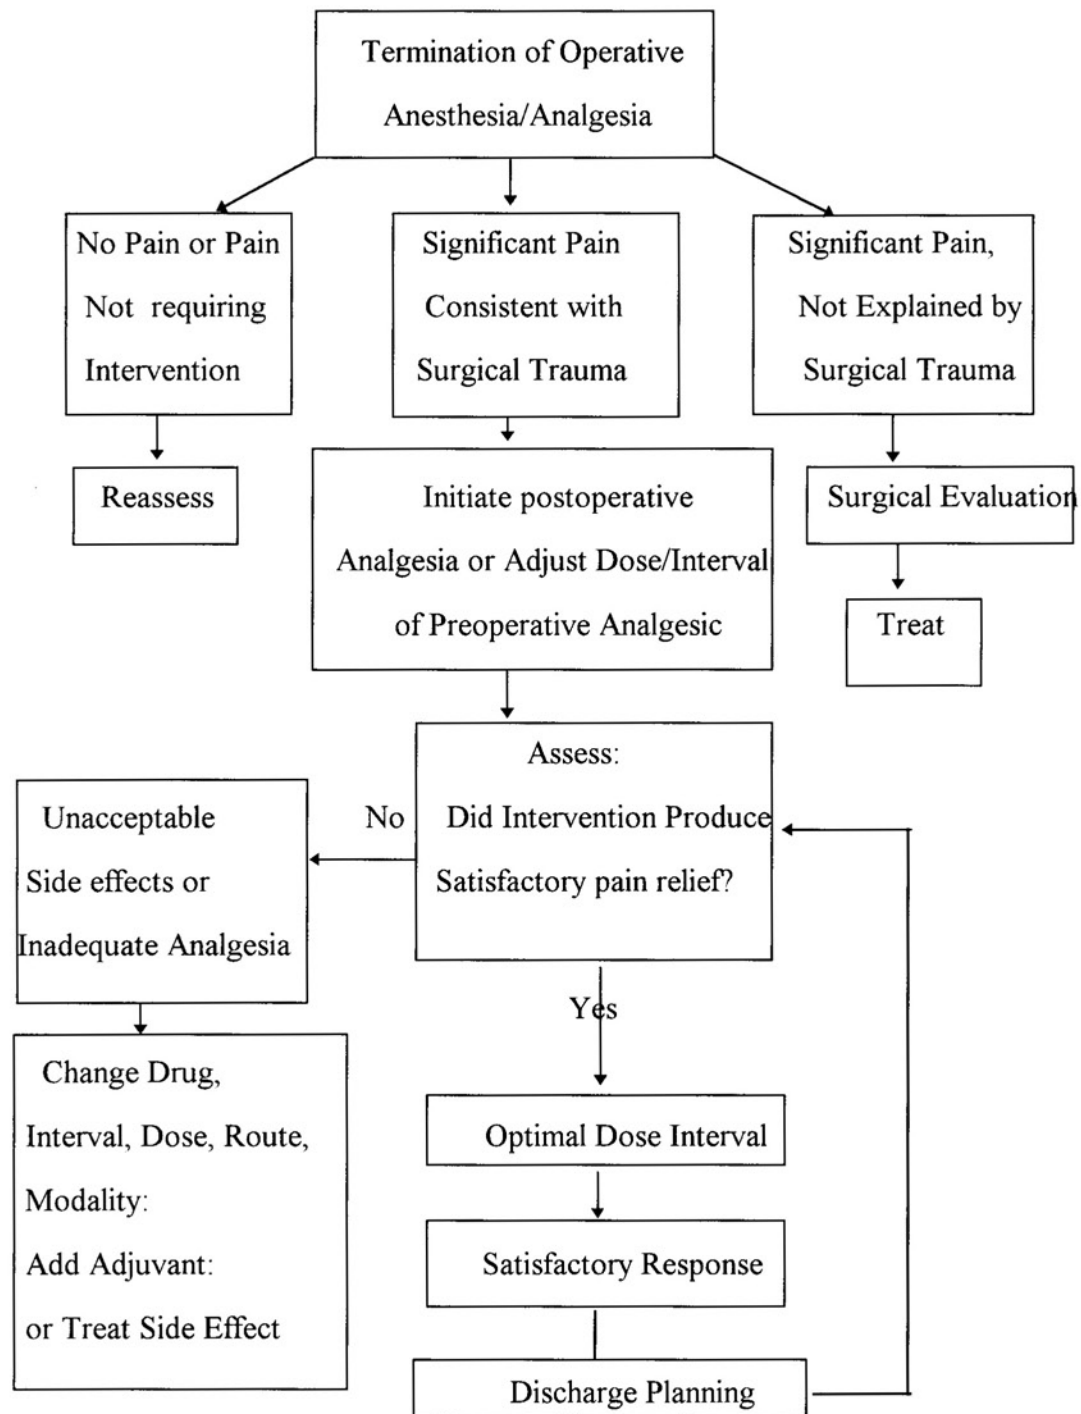 Termination of Operative
Anesthesia/Analgesia
No Pain or Pain
Not requiring
Intervention
Significant Pain
Consistent with
Surgical Trauma
Significant Pain,
Not Explained by
Surgical Trauma
Reassess
Initiate postoperative
Analgesia or Adjust Dose/Interval
of Preoperative Analgesic
Surgical Evaluation
Treat
Assess:
Did Intervention Produce
Satisfactory pain relief?
No
Unacceptable
Side effects or
Inadequate Analgesia
Yes
Change Drug,
Interval, Dose, Route,
Modality:
Add Adjuvant:
or Treat Side Effect
Optimal Dose Interval
Satisfactory Response
Discharge Planning